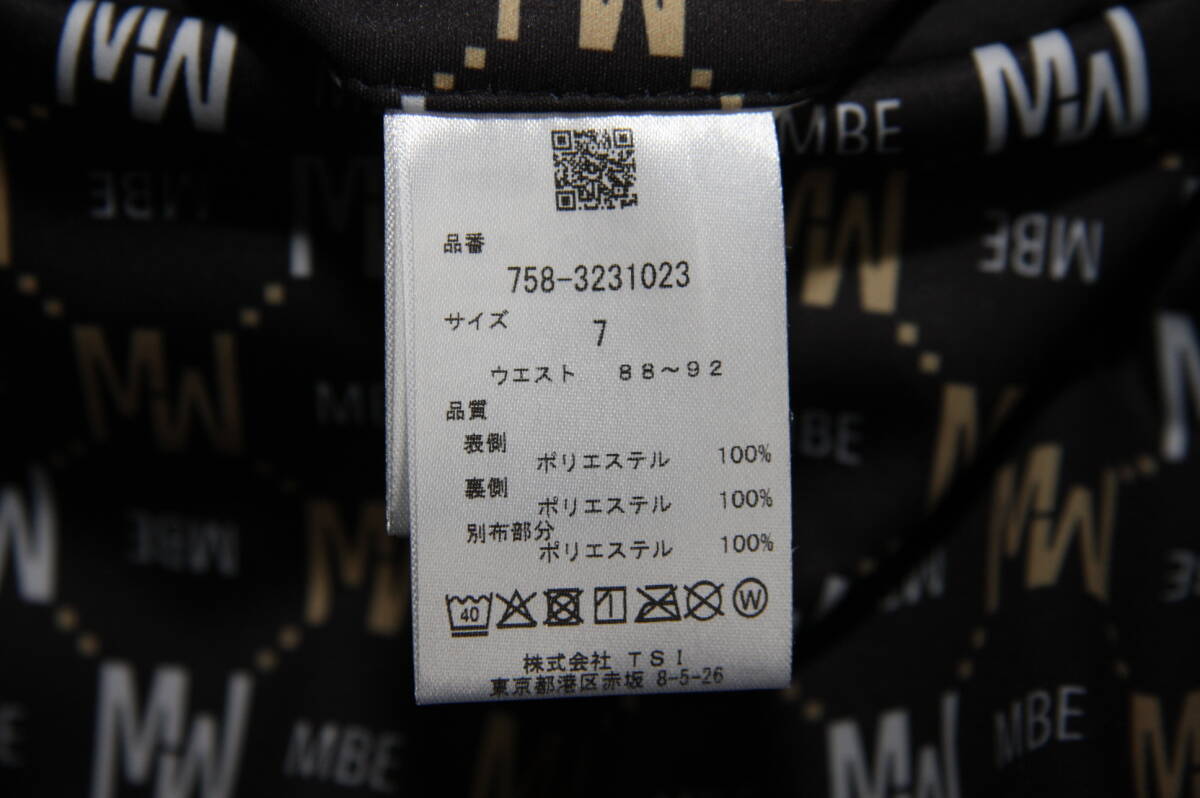 品番
758-3231023
サイズ 7
ウエスト 88～92
品質
表側 ポリエステル 100%
裏側 ポリエステル 100%
別布部分 ポリエステル 100%
40 W
株式会社 TSI
東京都港区赤坂 8-5-26
MBE
MBE
MBE
MBE
MBE
MBE
MBE